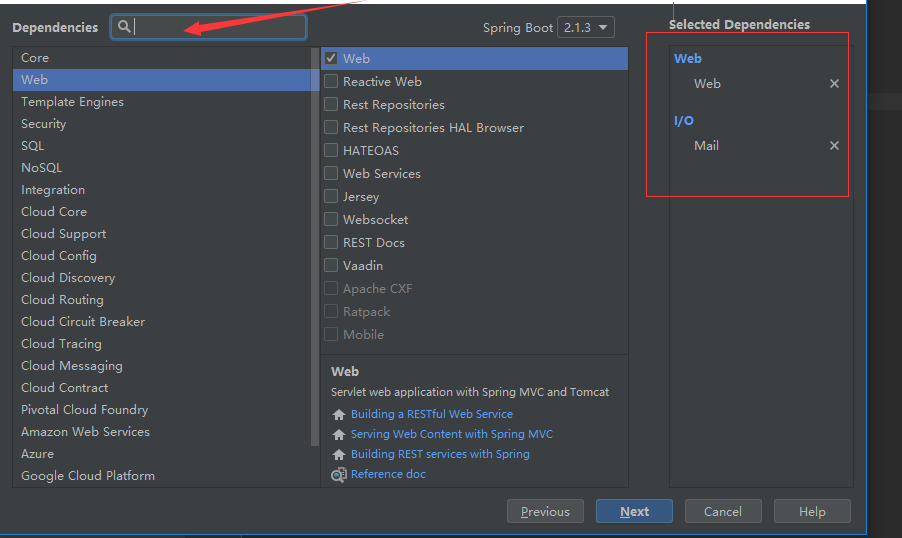 Dependencies
Spring Boot 2.1.3
Selected Dependencies
Core
Web
Template Engines
Security
SQL
NoSQL
Integration
Cloud Core
Cloud Support
Cloud Config
Cloud Discovery
Cloud Routing
Cloud Circuit Breaker
Cloud Tracing
Cloud Messaging
Cloud Contract
Pivotal Cloud Foundry
Amazon Web Services
Azure
Google Cloud Platform
Web
Reactive Web
Rest Repositories
Rest Repositories HAL Browser
HATEOAS
Web Services
Jersey
Websocket
REST Docs
Vaadin
Apache CXF
Ratpack
Mobile
Web
Servlet web application with Spring MVC and Tomcat
Building a RESTful Web Service
Serving Web Content with Spring MVC
Building REST services with Spring
Reference doc
Web
Web
I/O
Mail
Previous
Next
Cancel
Help